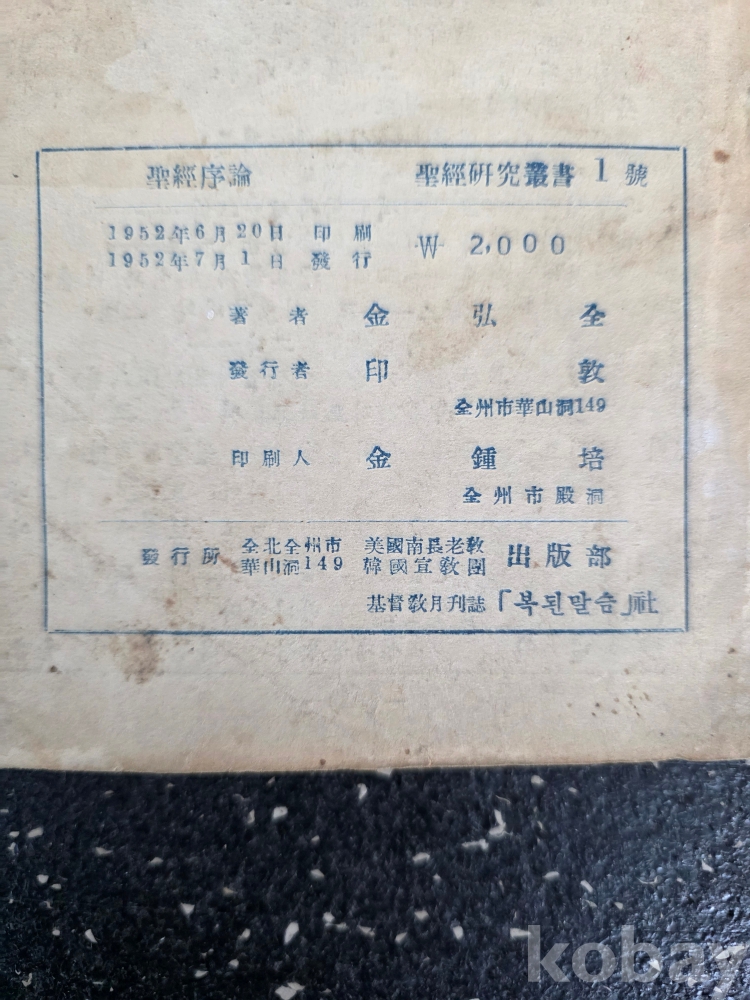 聖經序論 聖經研究叢書 1 號
1952年6月20日 印刷
1952年7月1日 發行
₩ 2,000
著者 金弘全
發行者 印敦
全州市華山洞149
印刷人 金鍾培
全州市殿洞
發行所 全北全州市華山洞149 美國南長老敎韓國宣敎團 出版部
基督敎月刊誌「복된말슴」社
kobay